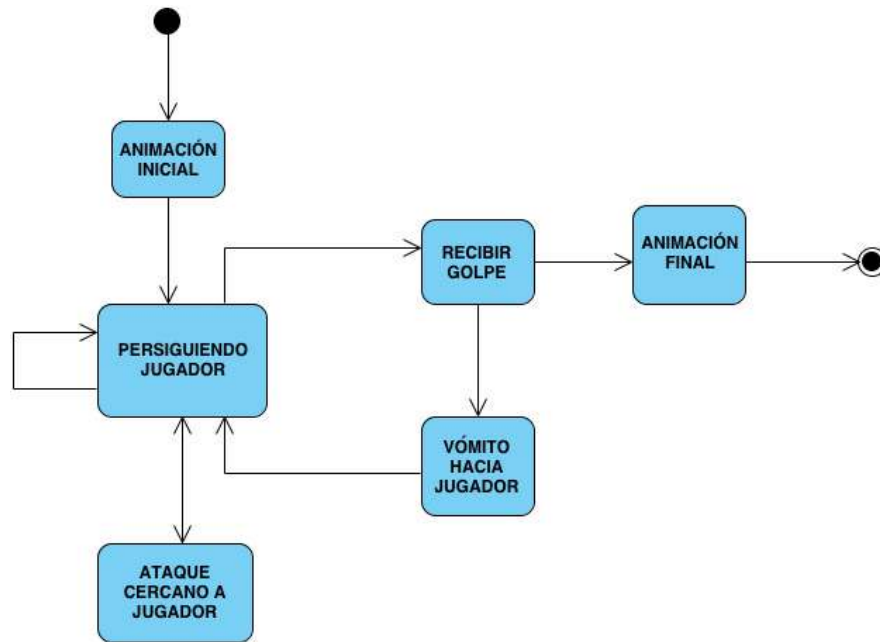 ANIMACIÓN
INICIAL
RECIBIR
GOLPE
ANIMACIÓN
FINAL
PERSIGUIENDO
JUGADOR
VÓMITO
HACIA
JUGADOR
ATAQUE
CERCANO A
JUGADOR